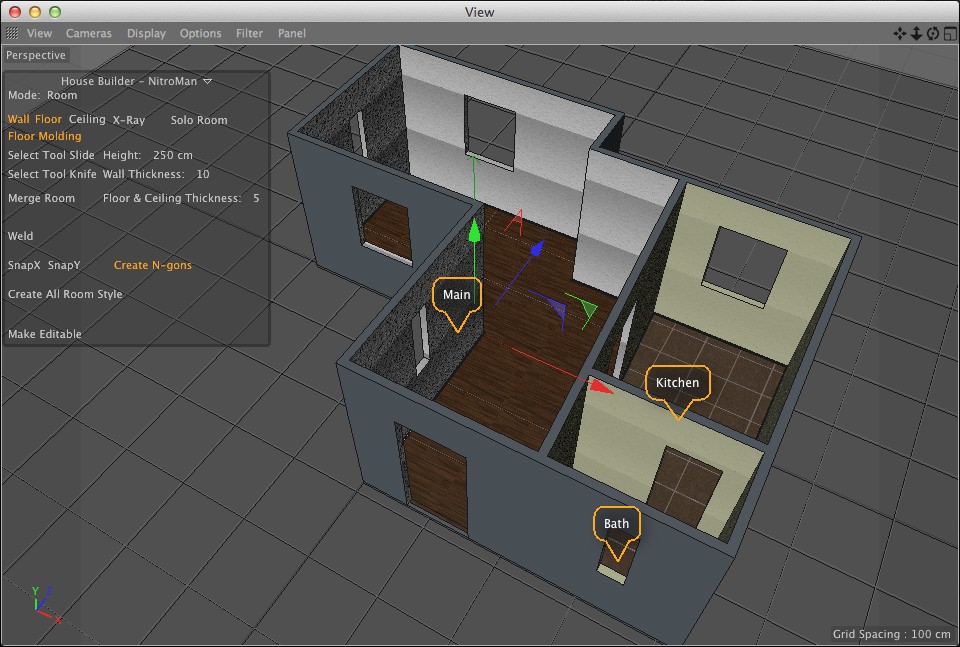 View
View Cameras Display Options Filter Panel
Perspective
House Builder - NitroMan
Mode: Room
Wall Floor Ceiling X-Ray Solo Room
Floor Molding
Select Tool Slide Height: 250 cm
Select Tool Knife Wall Thickness: 10
Merge Room Floor & Ceiling Thickness: 5
Weld
SnapX SnapY Create N-gons
Create All Room Style
Make Editable
Main
Kitchen
Bath
Y Z
X
Grid Spacing : 100 cm